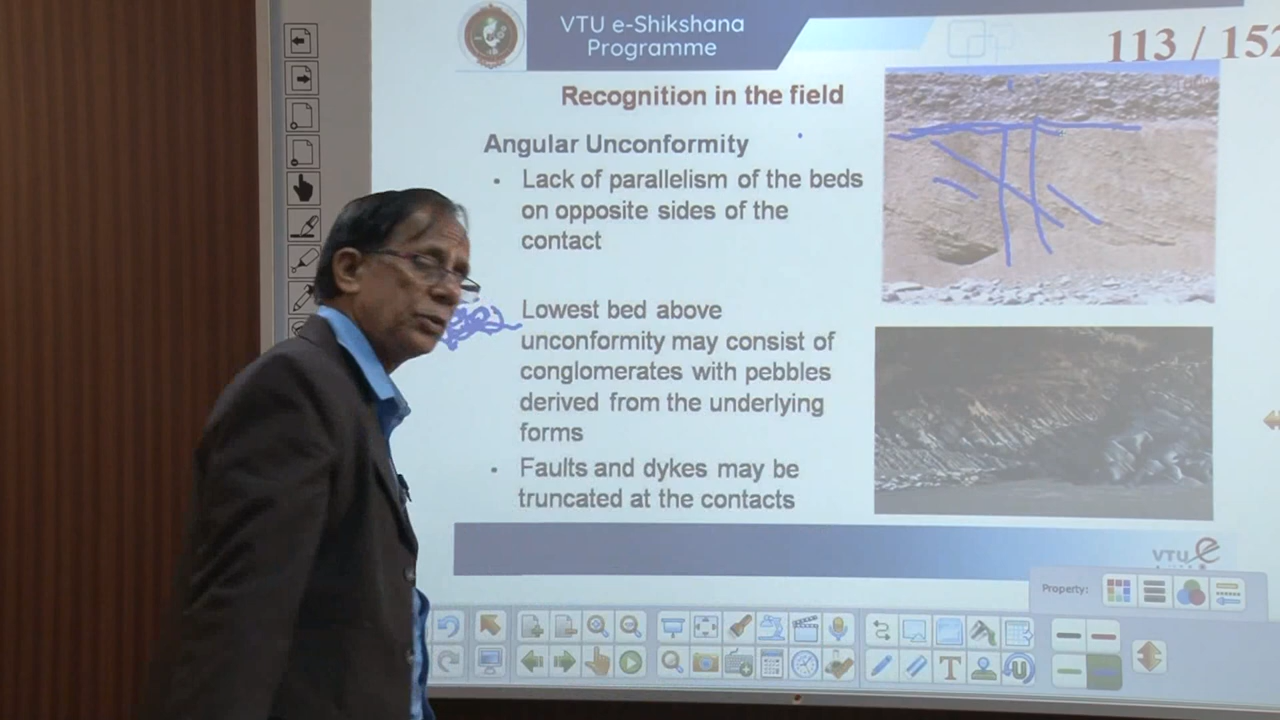 VTU e-Shikshana
Programme
113 / 152
Recognition in the field
Angular Unconformity
• Lack of parallelism of the beds
on opposite sides of the
contact
Lowest bed above
unconformity may consist of
conglomerates with pebbles
derived from the underlying
forms
• Faults and dykes may be
truncated at the contacts
VTU e
Property:
T